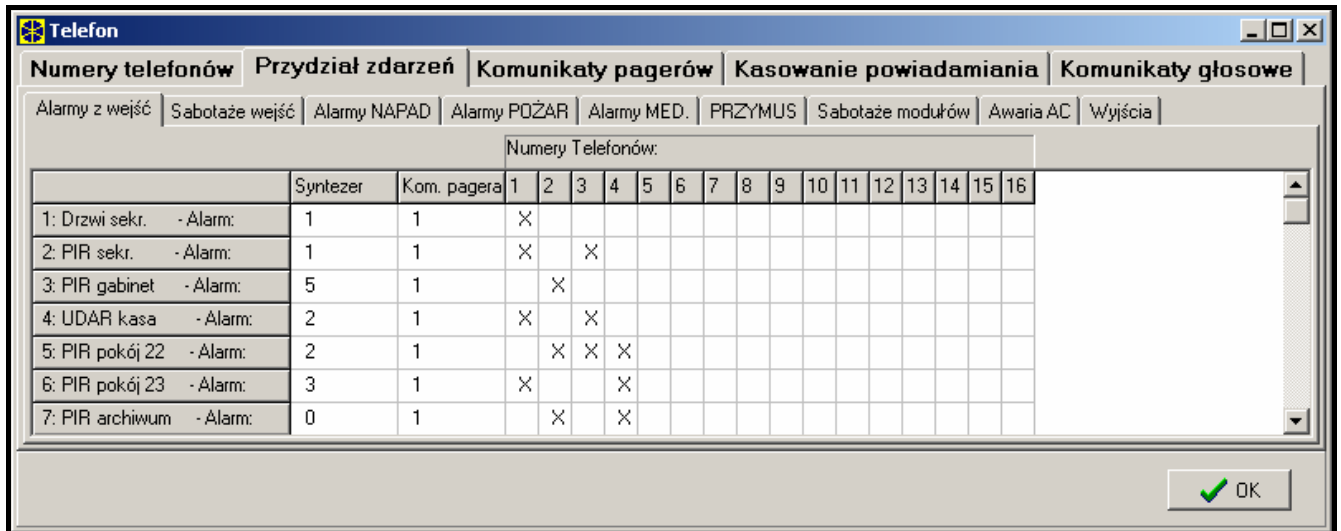 Telefon
Numery telefonów Przydział zdarzeń Komunikaty pagerów Kasowanie powiadamiania Komunikaty głosowe
Alarmy z wejść Sabotaże wejść Alarmy NAPAD Alarmy POŻAR Alarmy MED. PRZYMUS Sabotaże modułów Awaria AC Wyjścia
Numery Telefonów:
Syntezer Kom. pagera 1 2 3 4 5 6 7 8 9 10 11 12 13 14 15 16
1: Drzwi sekr. - Alarm: 1 1 X
2: PIR sekr. - Alarm: 1 1 X X
3: PIR gabinet - Alarm: 5 1 X
4: UDAR kasa - Alarm: 2 1 X X
5: PIR pokój 22 - Alarm: 2 1 X X X
6: PIR pokój 23 - Alarm: 3 1 X X
7: PIR archiwum - Alarm: 0 1 X X
OK